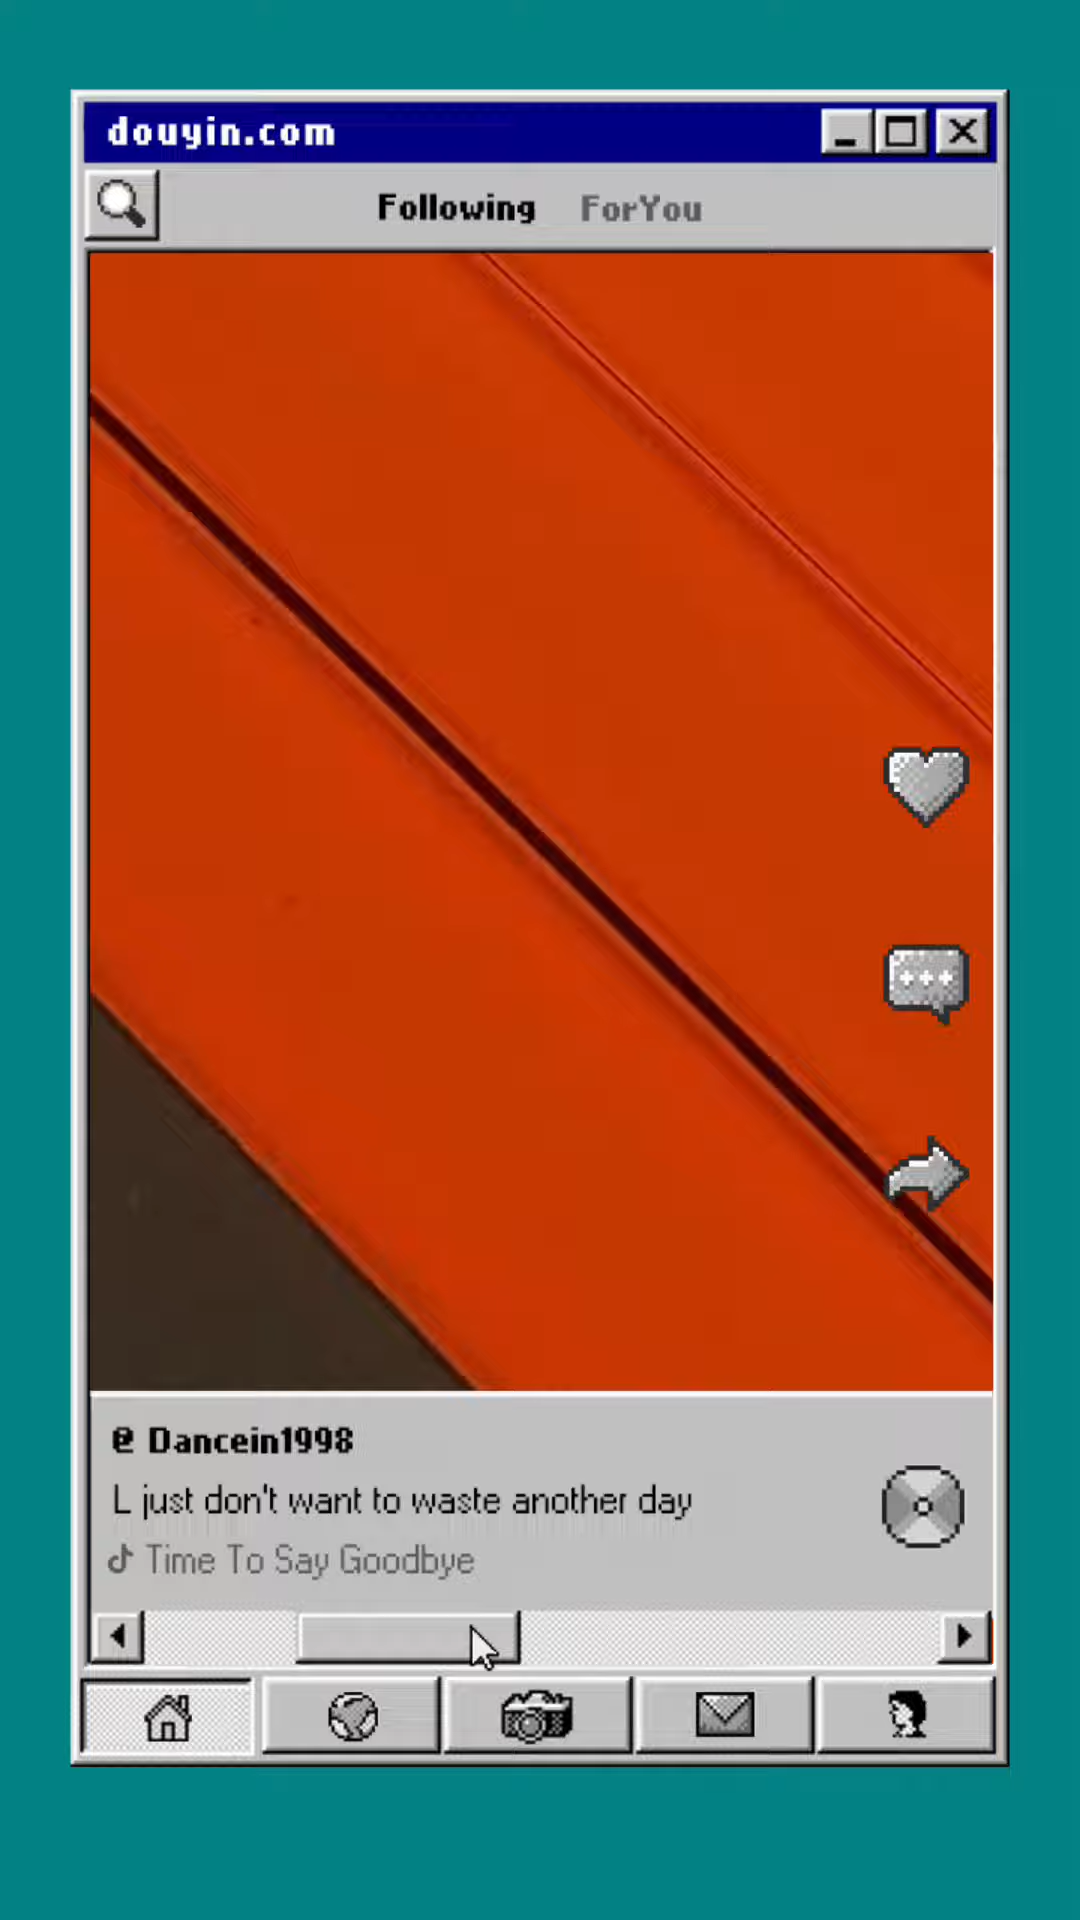 douyin.com
Following ForYou
@ Dancein1998
L just don't want to waste another day
Time To Say Goodbye